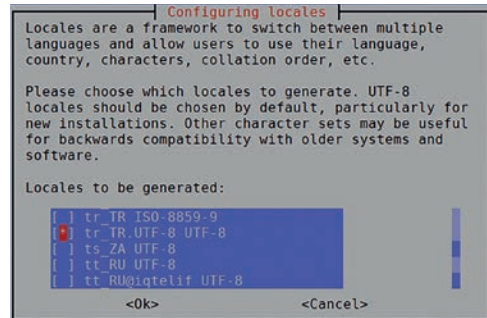 Configuring locales
Locales are a framework to switch between multiple
languages and allow users to use their language,
country, characters, collation order, etc.
Please choose which locales to generate. UTF-8
locales should be chosen by default, particularly for
new installations. Other character sets may be useful
for backwards compatibility with older systems and
software.
Locales to be generated:
[ ] tr_TR ISO-8859-9
[*] tr_TR.UTF-8 UTF-8
[ ] ts_ZA UTF-8
[ ] tt_RU UTF-8
[ ] tt_RU@iqtelif UTF-8
<Ok> <Cancel>